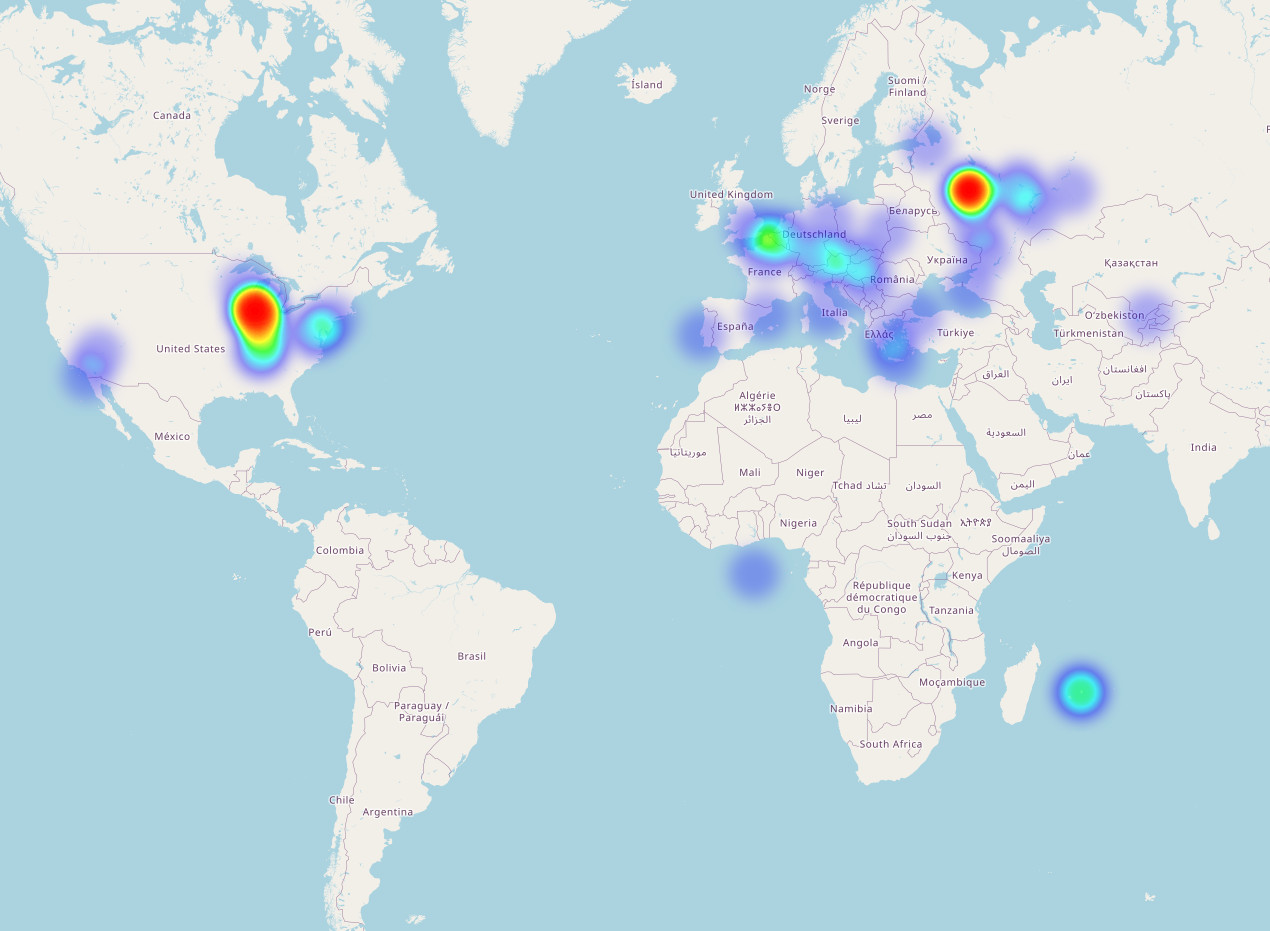 Ísland
Suomi /
Finland
Norge
Canada
Sverige
United Kingdom
Беларусь
Deutschland
Україна
Қазақстан
France
România
Italia
España
Ελλάς
Türkiye
O'zbekiston
Türkmenistan
United States
العراق
ایران
افغانستان
پاکستان
Algérie
ⵍⵣⵣⴰⵢⴻⵔ
الجزائر
ليبيا
مصر
السعودية
México
India
موريتانيا
عمان
Mali
Niger
Tchad تشاد
السودان
اليمن
Nigeria
South Sudan
جنوب السودان
ኢትዮጵያ
Soomaaliya
الصومال
Colombia
Kenya
République
démocratique
du Congo
Tanzania
Perú
Angola
Brasil
Bolivia
Moçambique
Paraguay /
Paraguái
Namibia
South Africa
Chile
Argentina